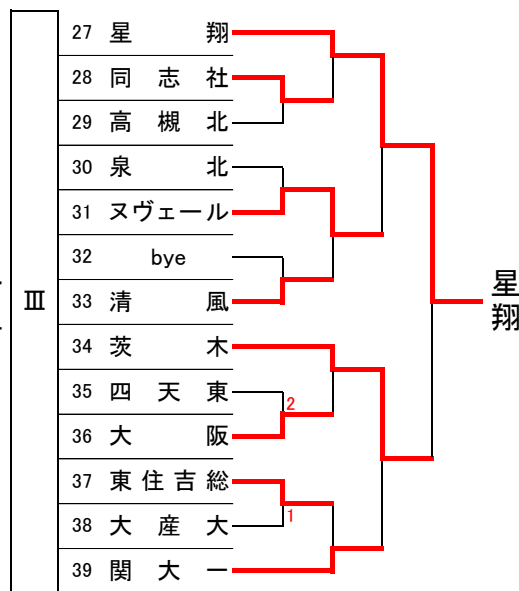 Ⅲ
27 星翔
28 同志社
29 高槻北
30 泉北
31 ヌヴェール
32 bye
33 清風
34 茨木
35 四天東
2
36 大阪
37 東住吉総
1
38 大産大
39 関大一
星翔